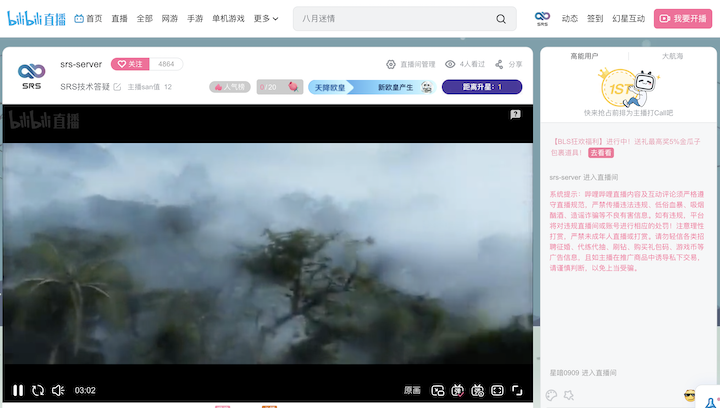 bilibili直播
首页
直播
全部
网游
手游
单机游戏
更多
八月迷情
SRS
动态
签到
幻星互动
我要开播
SRS
srs-server
关注
4864
直播间管理
4人看过
分享
SRS技术答疑
主播san值 12
人气榜
0/20
天降欧皇
新欧皇产生
距离升星：1
bilibili直播
03:02
原画
高能用户
大航海
1ST
快来抢占前排为主播打Call吧
【BLS狂欢福利】进行中！送礼最高奖5%金瓜子
包裹道具！ 去看看
srs-server 进入直播间
系统提示：哔哩哔哩直播内容及互动评论须严格遵
守直播规范，严禁传播违法违规、低俗血暴、吸烟
酗酒、造谣诈骗等不良有害信息。如有违规，平台
将对违规直播间或账号进行相应的处罚！注意理性
打赏，严禁未成年人直播或打赏，请勿轻信各类招
聘征婚、代练代抽、刷钻、购买礼包码、游戏币等
广告信息，且如主播在推广商品中诱导私下交易，
请谨慎判断，以免上当受骗。
星喑0909 进入直播间